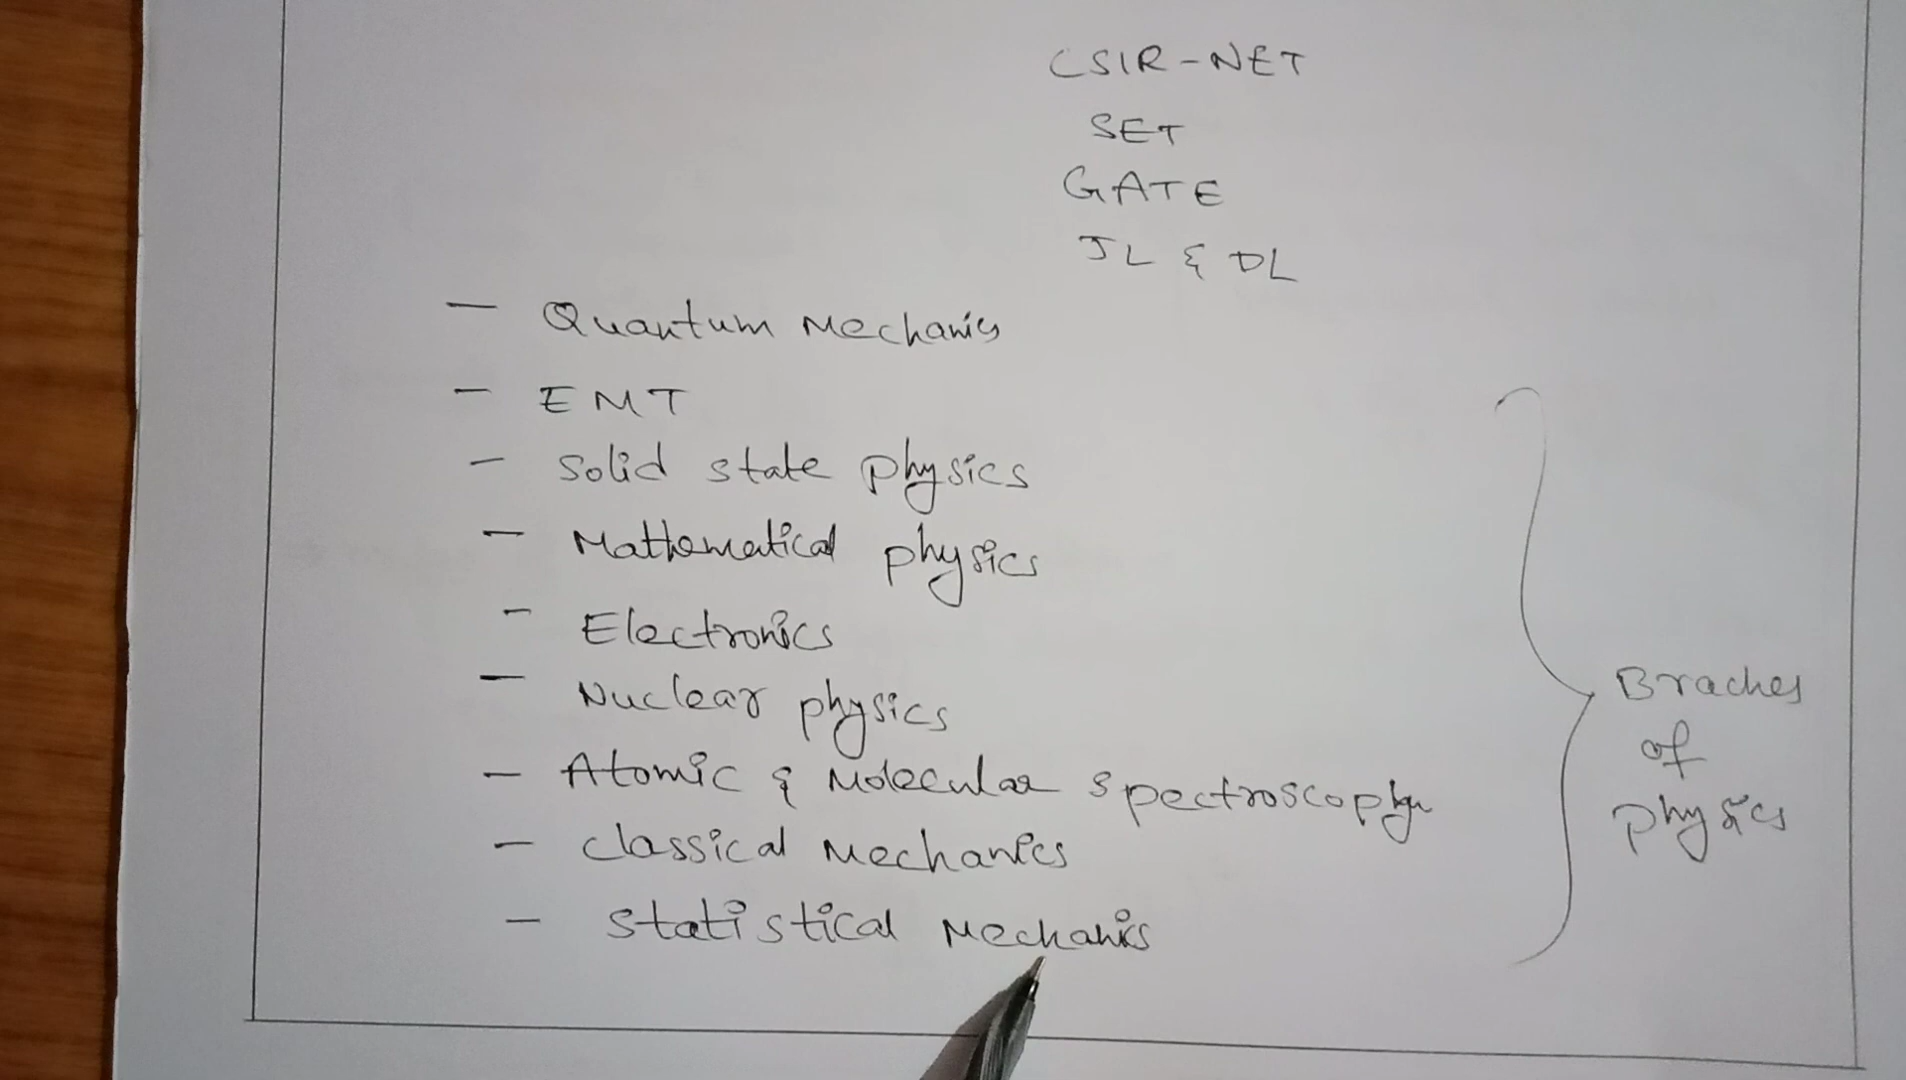 CSIR-NET
SET
GATE
JL & DL
- Quantum Mechanics
- EMT
- Solid state physics
- Mathematical physics
- Electronics
- Nuclear physics
- Atomic & Molecular spectroscophy
- Classical Mechanics
- Statistical Mechanics
Braches
of
physics